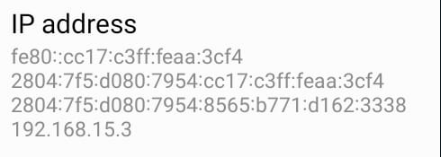 IP address
fe80::cc17:c3ff:feaa:3cf4
2804:7f5:d080:7954:cc17:c3ff:feaa:3cf4
2804:7f5:d080:7954:8565:b771:d162:3338
192.168.15.3